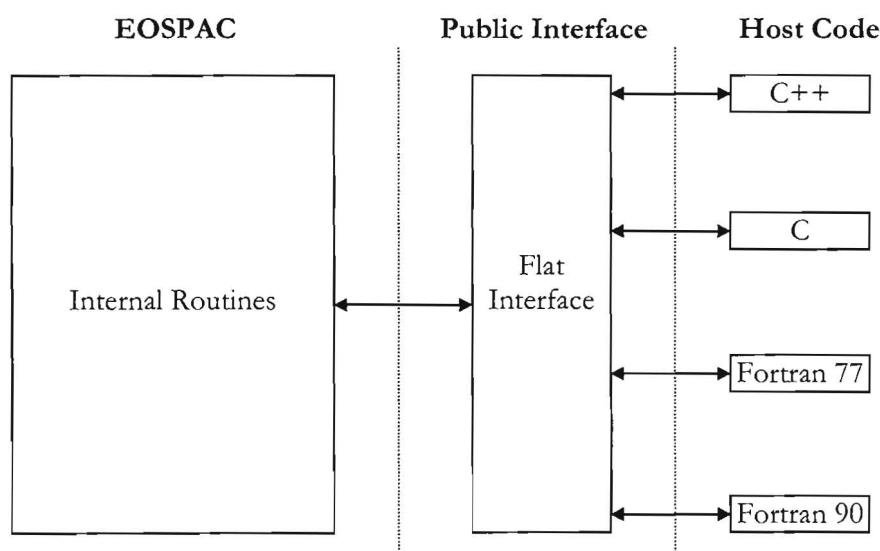 EOSPAC
Public Interface
Host Code
C++
C
Flat
Interface
Internal Routines
Fortran 77
Fortran 90